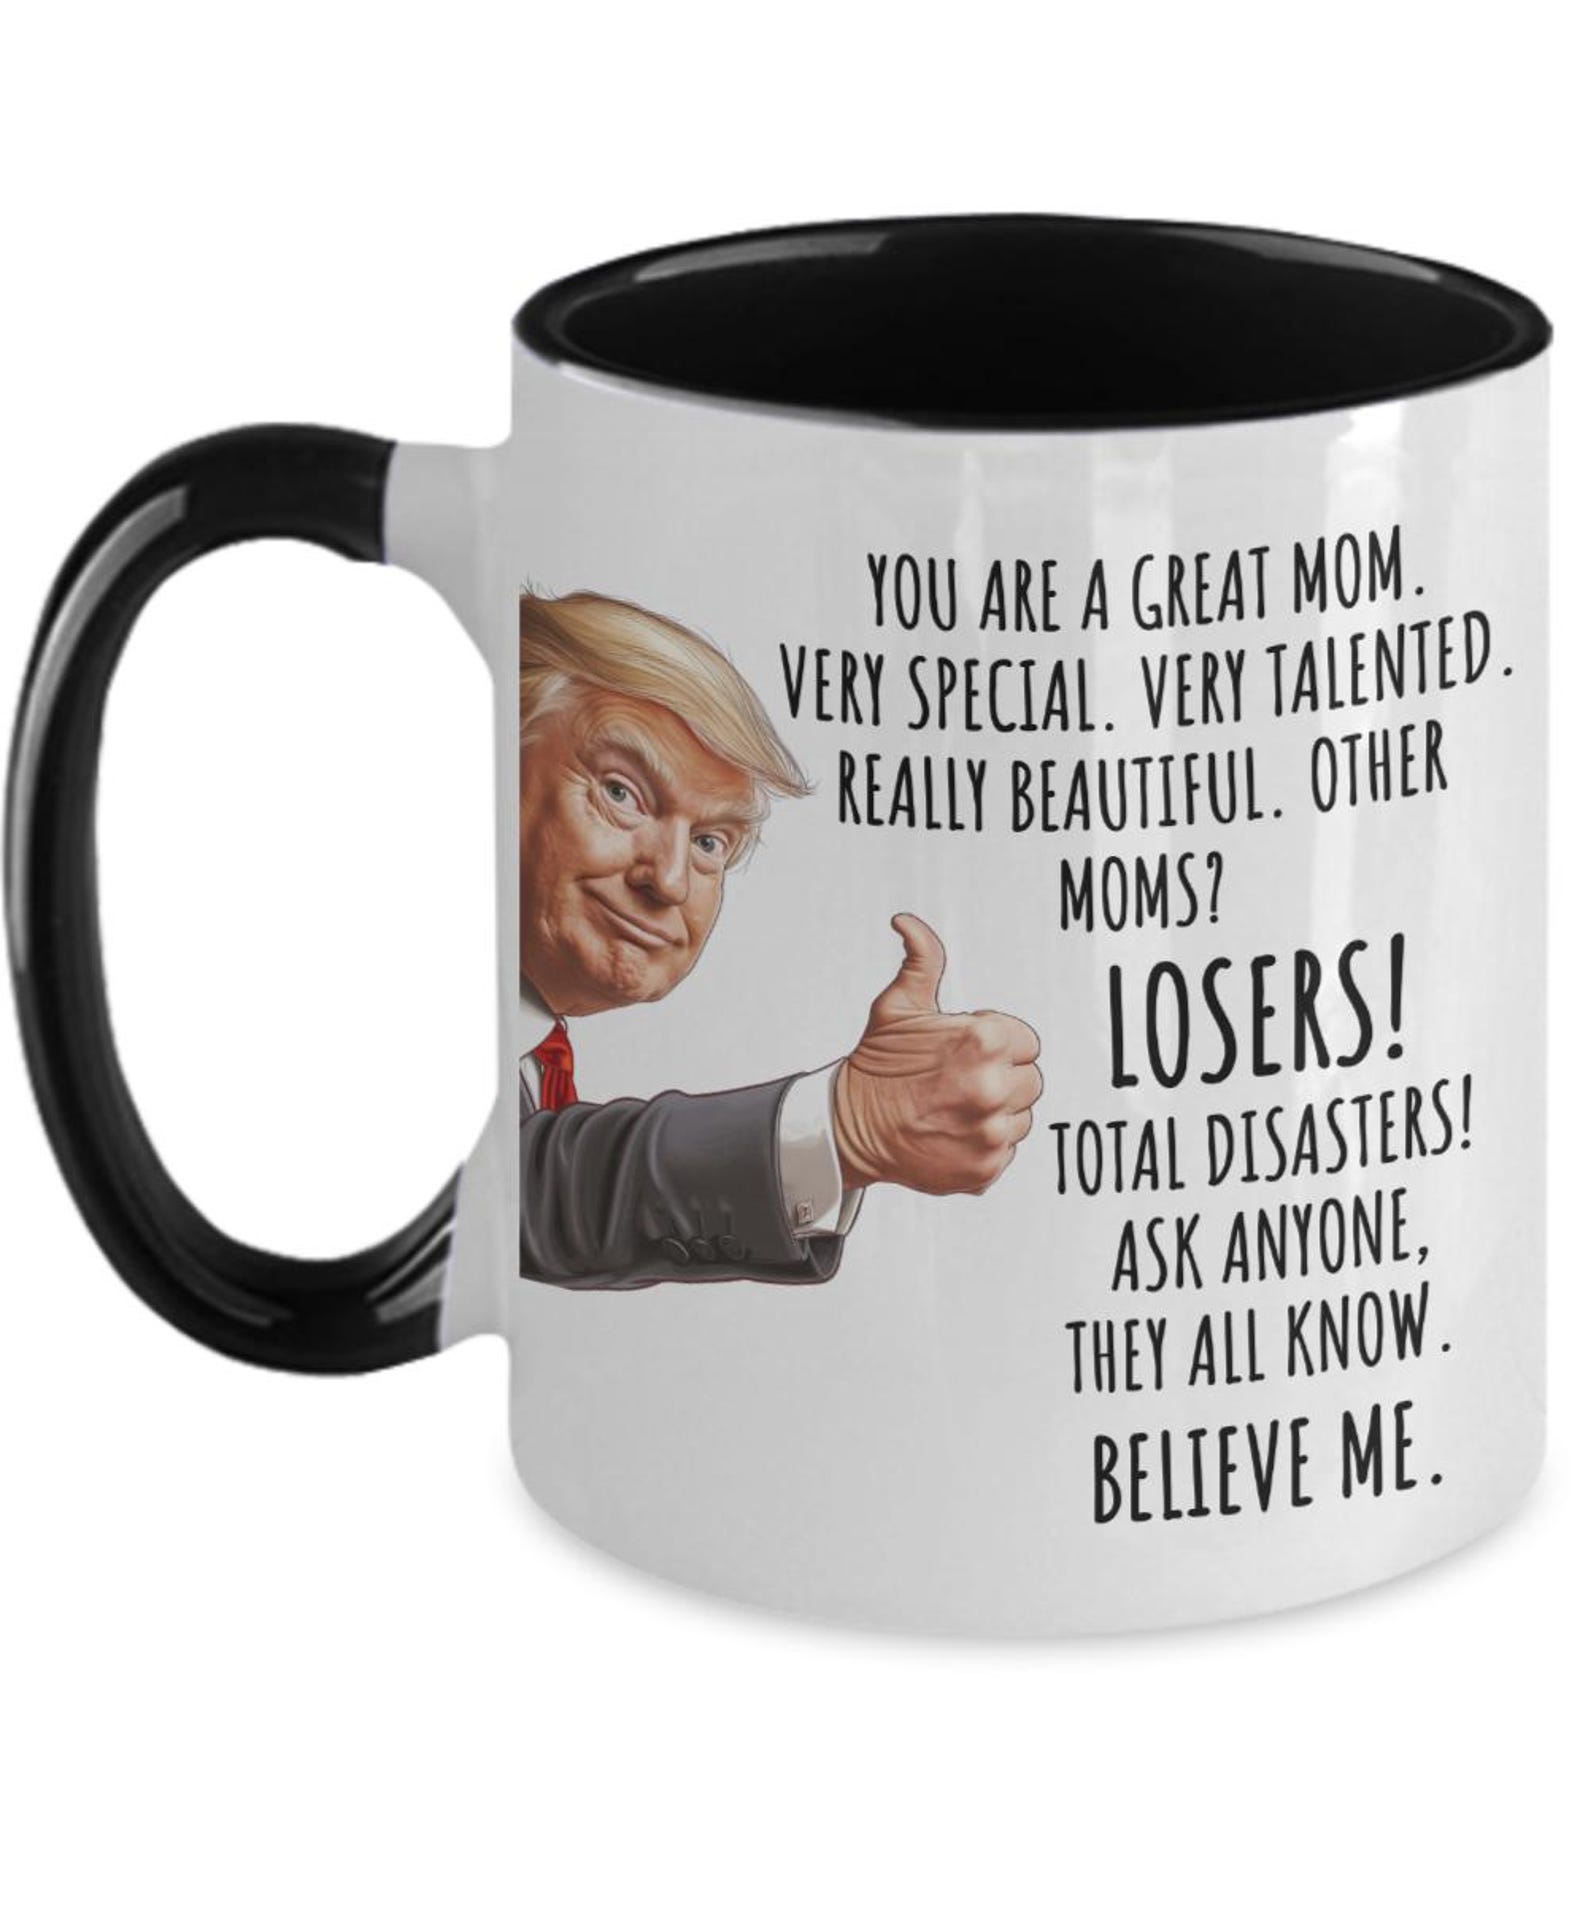 YOU ARE A GREAT MOM.
VERY SPECIAL. VERY TALENTED.
REALLY BEAUTIFUL. OTHER
MOMS?
LOSERS!
TOTAL DISASTERS!
ASK ANYONE,
THEY ALL KNOW.
BELIEVE ME.